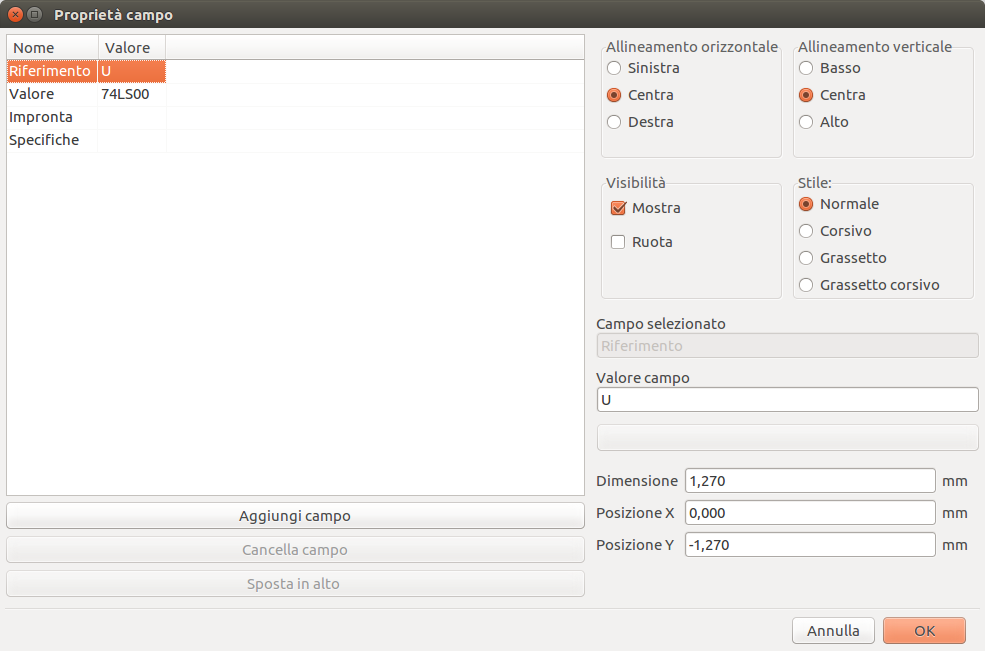 Proprietà campo
Nome Valore
Riferimento U
Valore 74LS00
Impronta
Specifiche
Aggiungi campo
Cancella campo
Sposta in alto
Allineamento orizzontale
Sinistra
Centra
Destra
Allineamento verticale
Basso
Centra
Alto
Visibilità
Mostra
Ruota
Stile:
Normale
Corsivo
Grassetto
Grassetto corsivo
Campo selezionato
Riferimento
Valore campo
U
Dimensione 1,270 mm
Posizione X 0,000 mm
Posizione Y -1,270 mm
Annulla OK